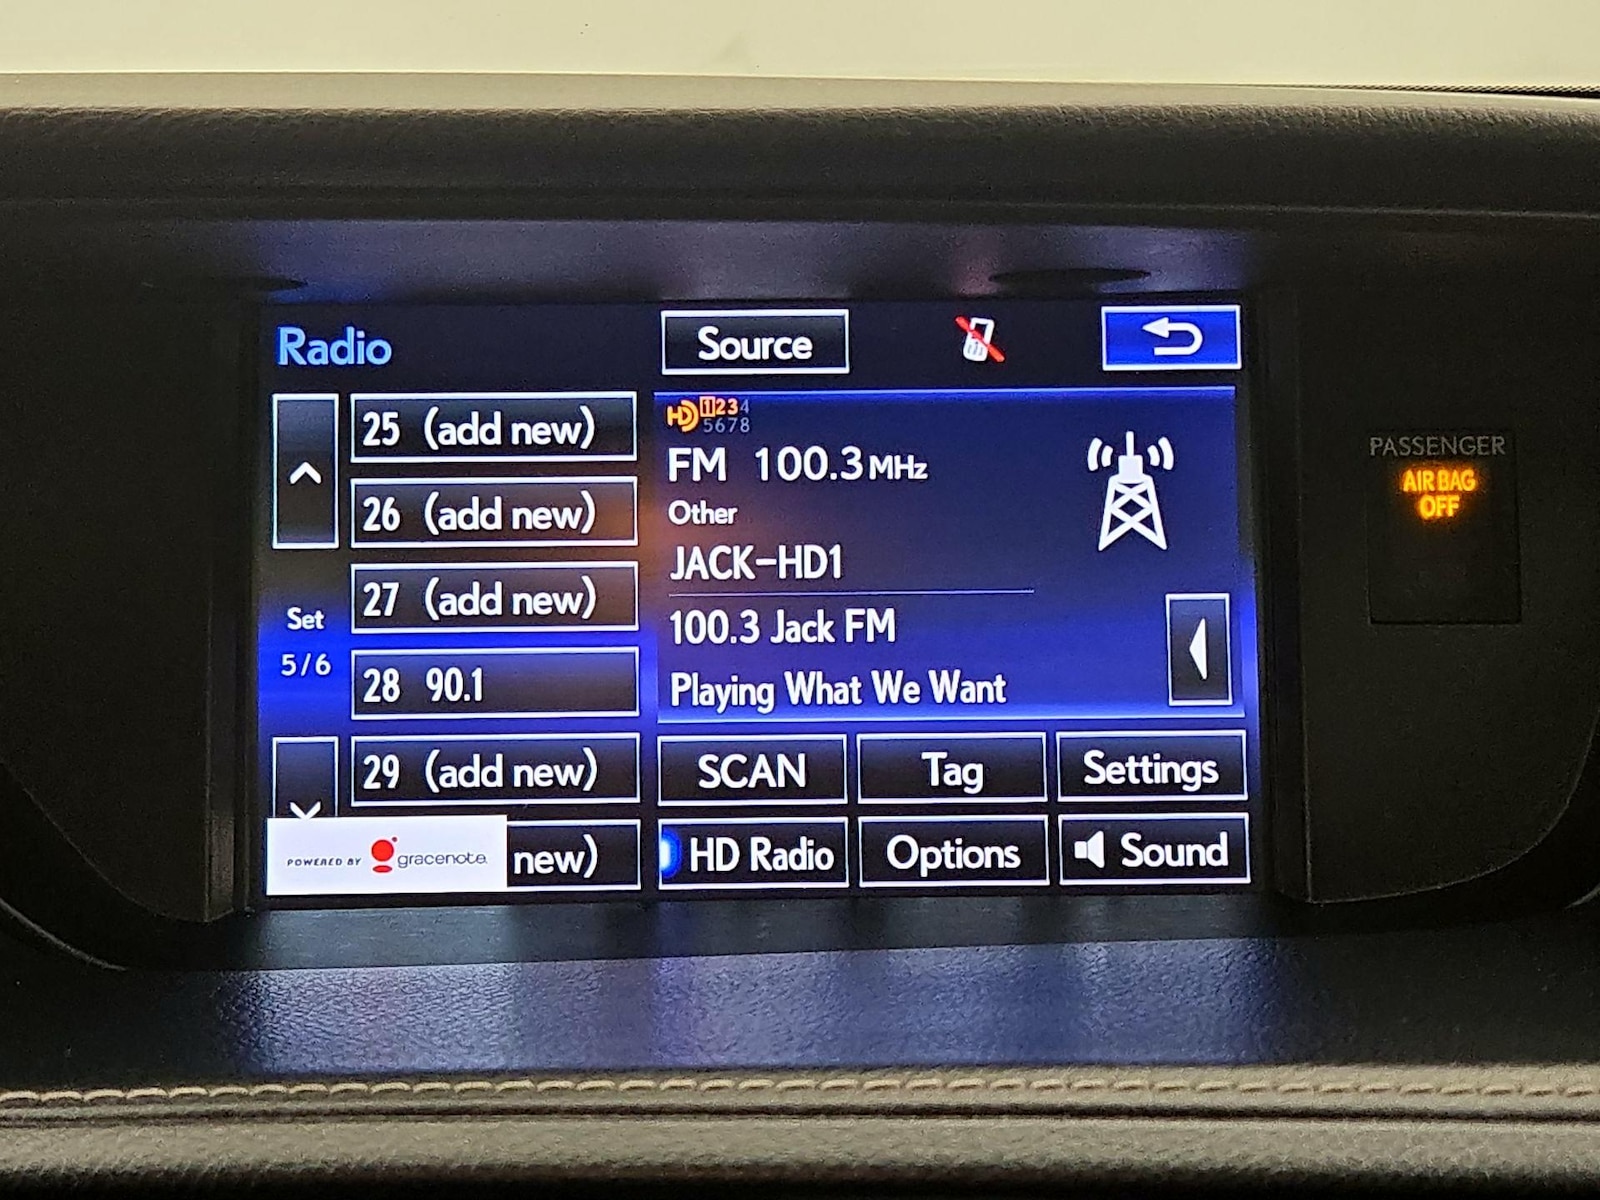 Radio
Source
25 (add new)
26 (add new)
27 (add new)
28 90.1
29 (add new)
new)
Set
5/6
POWERED BY gracenote.
HD 1234
5678
FM 100.3 MHz
Other
JACK-HD1
100.3 Jack FM
Playing What We Want
SCAN
Tag
Settings
HD Radio
Options
Sound
PASSENGER
AIR BAG
OFF